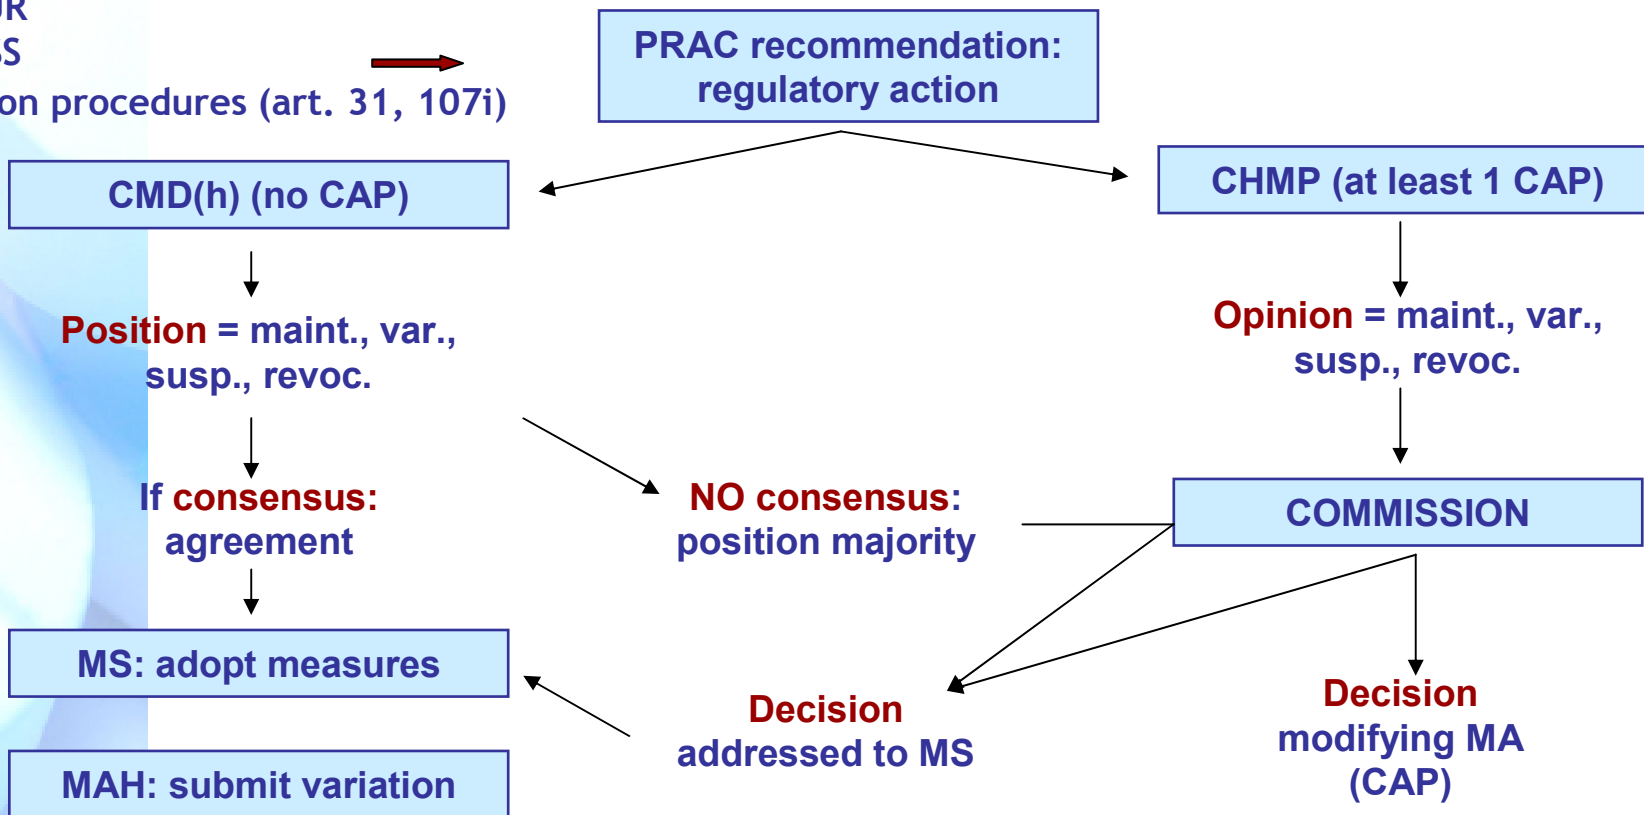 PRAC recommendation:
regulatory action
on procedures (art. 31, 107i)
CMD(h) (no CAP)
CHMP (at least 1 CAP)
Position = maint., var.,
susp., revoc.
Opinion = maint., var.,
susp., revoc.
If consensus:
agreement
NO consensus:
position majority
COMMISSION
MS: adopt measures
Decision
addressed to MS
Decision
modifying MA
(CAP)
MAH: submit variation